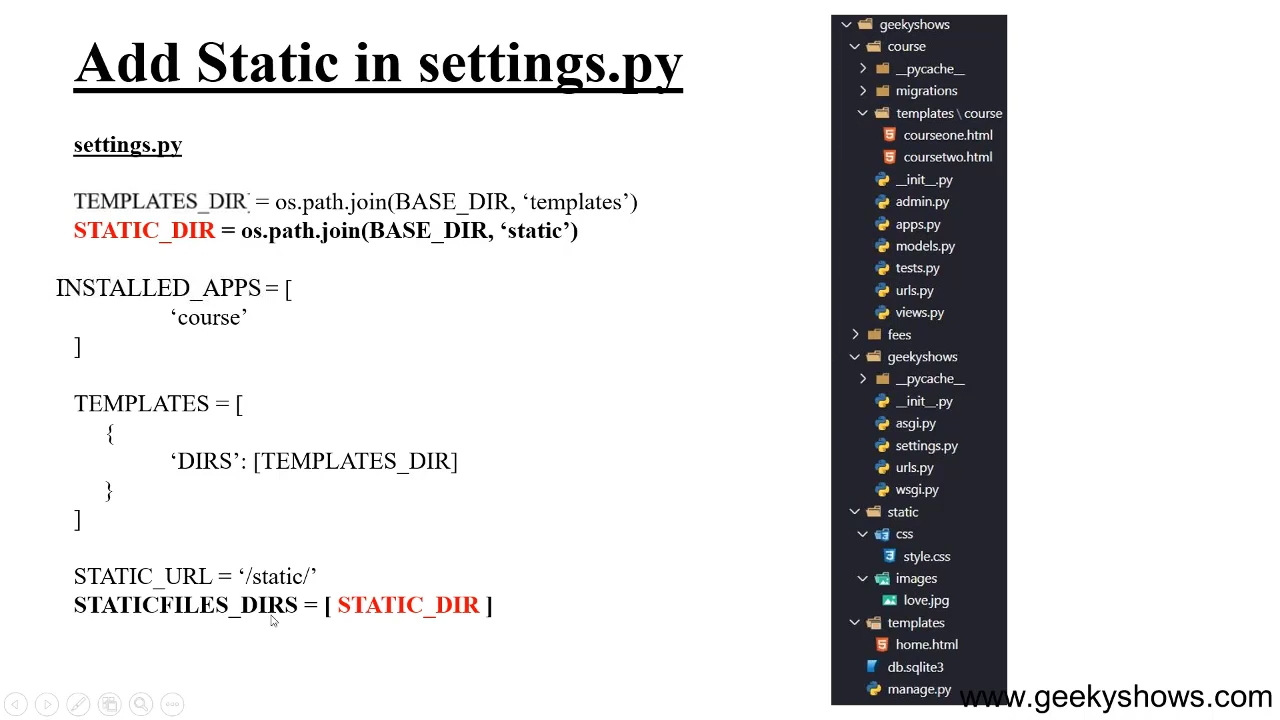 Add Static in settings.py
settings.py
TEMPLATES_DIR = os.path.join(BASE_DIR, ‘templates’)
STATIC_DIR = os.path.join(BASE_DIR, ‘static’)
INSTALLED_APPS = [
‘course’
]
TEMPLATES = [
{
‘DIRS’: [TEMPLATES_DIR]
}
]
STATIC_URL = ‘/static/’
STATICFILES_DIRS = [ STATIC_DIR ]
geekyshows
course
__pycache__
migrations
templates \ course
courseone.html
coursetwo.html
__init__.py
admin.py
apps.py
models.py
tests.py
urls.py
views.py
fees
geekyshows
__pycache__
__init__.py
asgi.py
settings.py
urls.py
wsgi.py
static
css
style.css
images
love.jpg
templates
home.html
db.sqlite3
manage.py
www.geekyshows.com